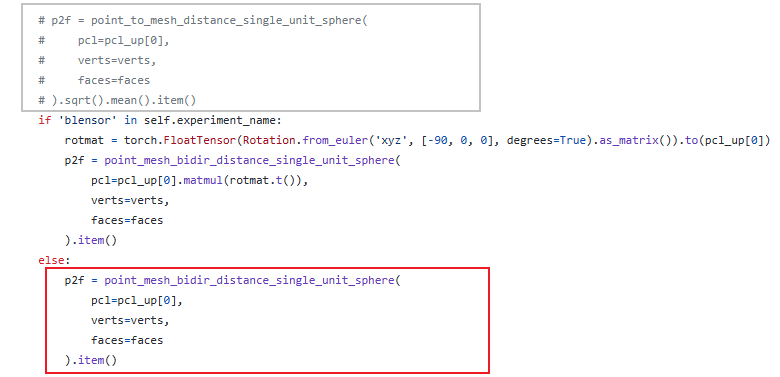 # p2f = point_to_mesh_distance_single_unit_sphere(
#     pcl=pcl_up[0],
#     verts=verts,
#     faces=faces
# ).sqrt().mean().item()
if 'blensor' in self.experiment_name:
    rotmat = torch.FloatTensor(Rotation.from_euler('xyz', [-90, 0, 0], degrees=True).as_matrix()).to(pcl_up[0])
    p2f = point_mesh_bidir_distance_single_unit_sphere(
        pcl=pcl_up[0].matmul(rotmat.t()),
        verts=verts,
        faces=faces
    ).item()
else:
    p2f = point_mesh_bidir_distance_single_unit_sphere(
        pcl=pcl_up[0],
        verts=verts,
        faces=faces
    ).item()